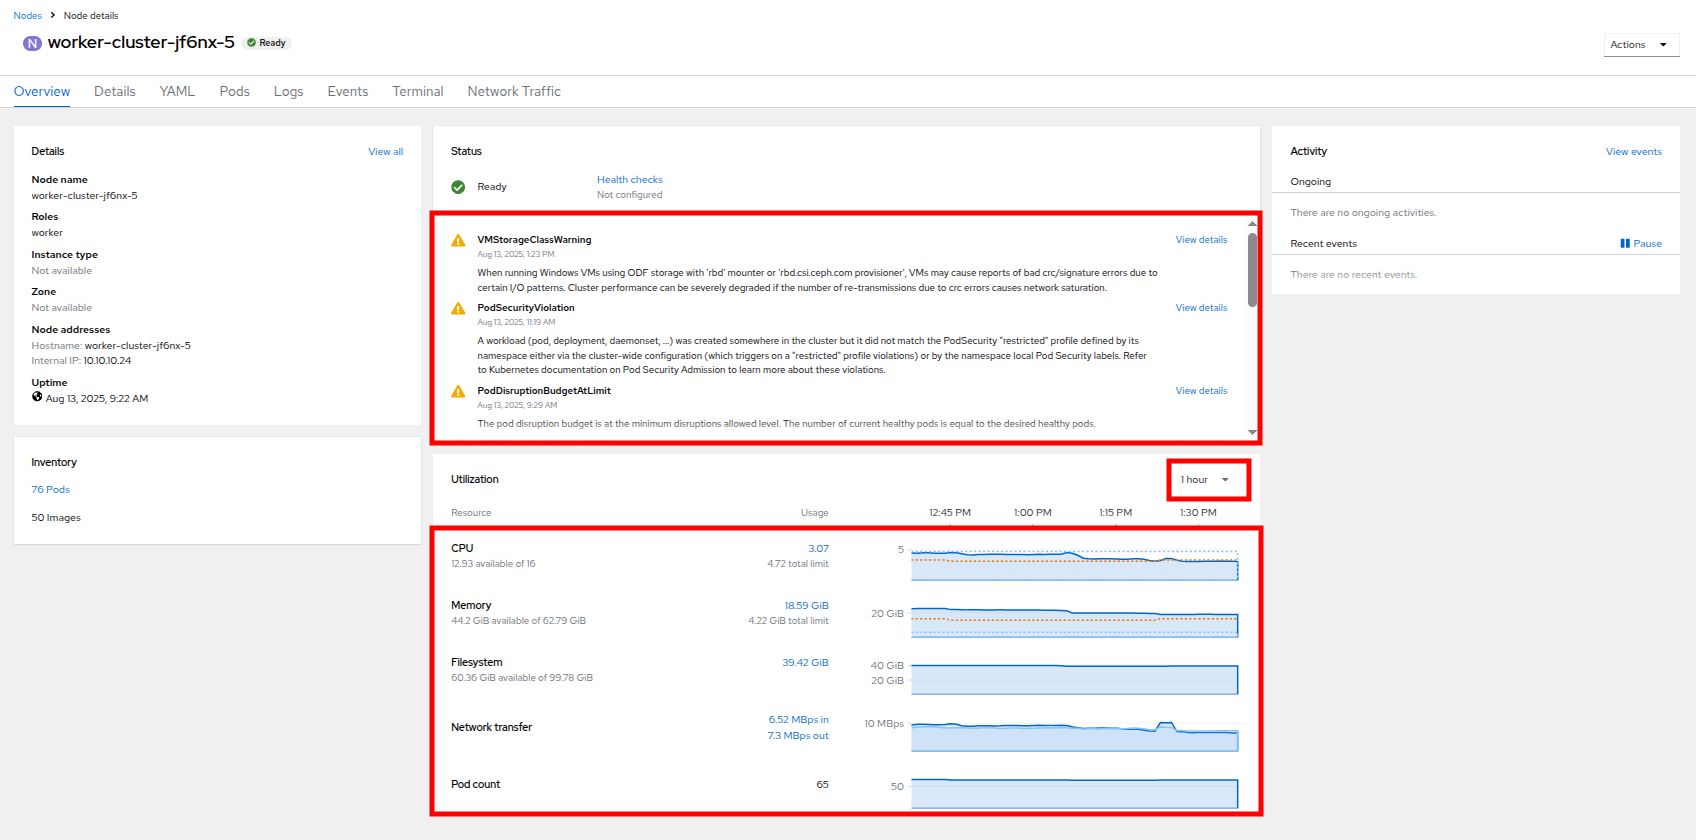 Nodes > Node details
N worker-cluster-jf6nx-5 Ready
Actions
Overview Details YAML Pods Logs Events Terminal Network Traffic
Details View all
Node name
worker-cluster-jf6nx-5
Roles
worker
Instance type
Not available
Zone
Not available
Node addresses
Hostname: worker-cluster-jf6nx-5
Internal IP: 10.10.10.24
Uptime
Aug 13, 2025, 9:22 AM
Inventory
76 Pods
50 Images
Status
Ready
Health checks
Not configured
VMStorageClassWarning View details
Aug 13, 2025, 1:23 PM
When running Windows VMs using ODF storage with 'rbd' mounter or 'rbd.csi.ceph.com provisioner', VMs may cause reports of bad crc/signature errors due to
certain I/O patterns. Cluster performance can be severely degraded if the number of re-transmissions due to crc errors causes network saturation.
PodSecurityViolation View details
Aug 13, 2025, 11:19 AM
A workload (pod, deployment, daemonset, ...) was created somewhere in the cluster but it did not match the PodSecurity "restricted" profile defined by its
namespace either via the cluster-wide configuration (which triggers on a "restricted" profile violations) or by the namespace local Pod Security labels. Refer
to Kubernetes documentation on Pod Security Admission to learn more about these violations.
PodDisruptionBudgetAtLimit View details
Aug 13, 2025, 9:29 AM
The pod disruption budget is at the minimum disruptions allowed level. The number of current healthy pods is equal to the desired healthy pods.
Utilization 1 hour
Resource Usage 12:45 PM 1:00 PM 1:15 PM 1:30 PM
CPU 3.07 5
12.93 available of 16 4.72 total limit
Memory 18.59 GiB 20 GiB
44.2 GiB available of 62.79 GiB 4.22 GiB total limit
Filesystem 39.42 GiB 40 GiB
60.36 GiB available of 99.78 GiB 20 GiB
Network transfer 6.52 MBps in 10 MBps
7.3 MBps out
Pod count 65 50
Activity View events
Ongoing
There are no ongoing activities.
Recent events Pause
There are no recent events.